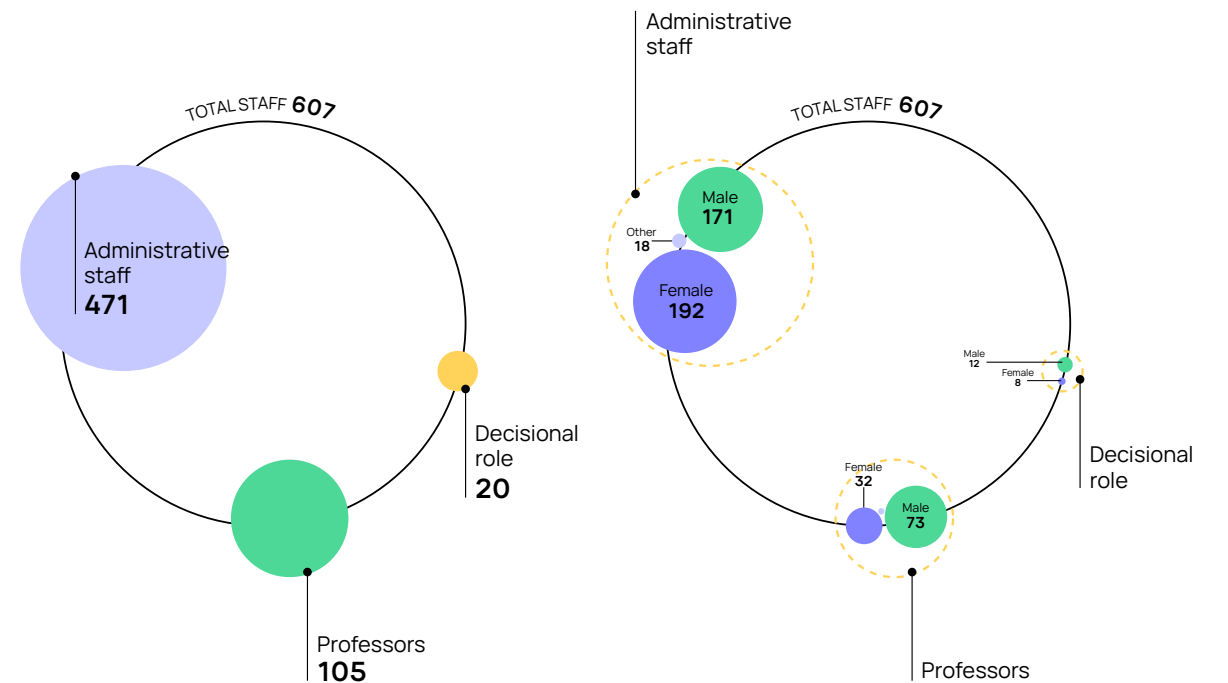 TOTAL STAFF 607
Administrative
staff
471
Decisional
role
20
Professors
105
Administrative
staff
TOTAL STAFF 607
Male
171
Other
18
Female
192
Male
12
Female
8
Decisional
role
Female
32
Male
73
Professors